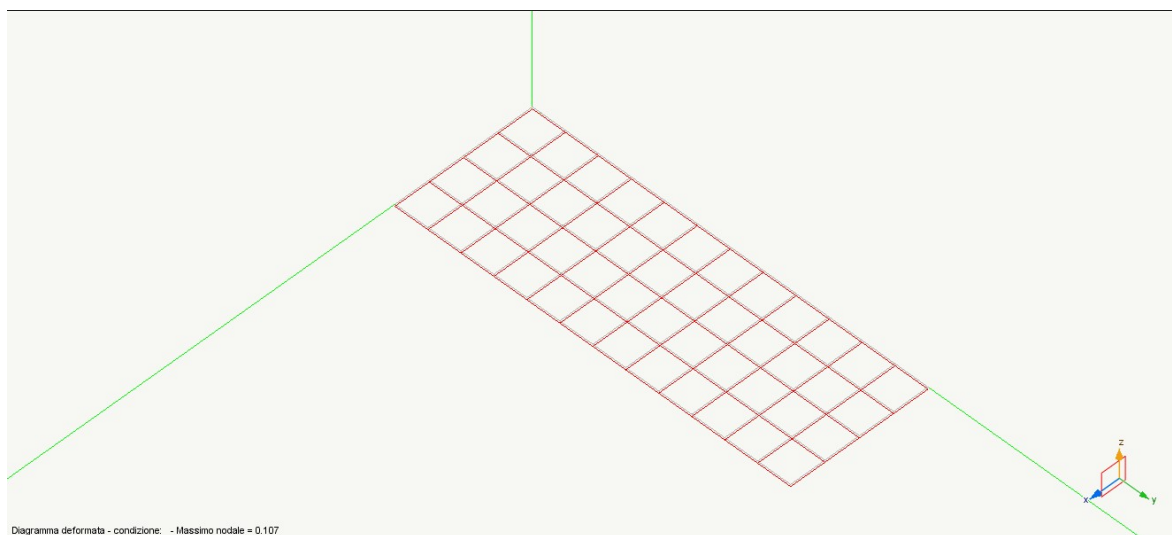 z
x
y
Diagramma deformata - condizione: - Massimo nodale = 0.107